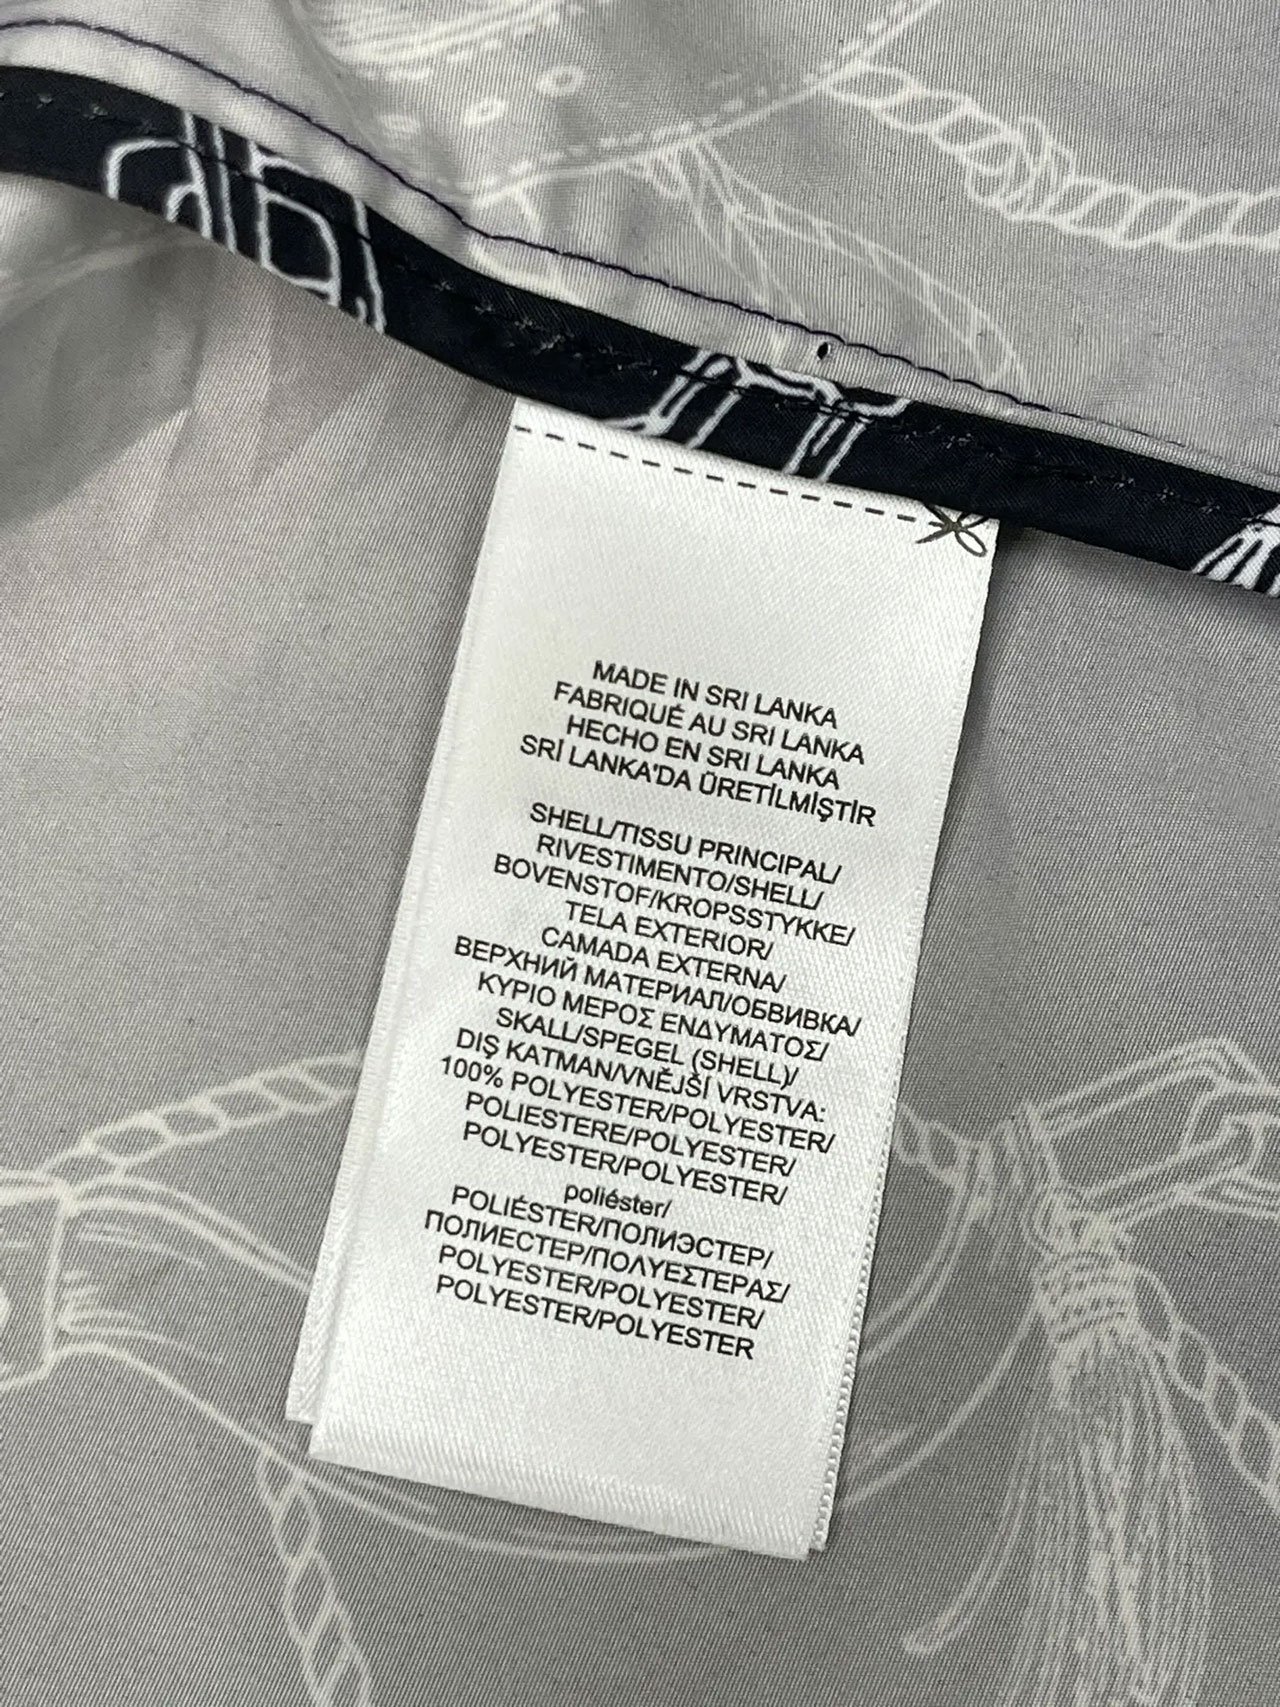 MADE IN SRI LANKA
FABRIQUÉ AU SRI LANKA
HECHO EN SRI LANKA
SRİ LANKA'DA ÜRETİLMİŞTİR
SHELL/TISSU PRINCIPAL/
RIVESTIMENTO/SHELL/
BOVENSTOF/KROPSSTYKKE/
TELA EXTERIOR/
CAMADA EXTERNA/
ВЕРХНИЙ МАТЕРИАЛ/ОБВИВКА/
ΚΥΡΙΟ ΜΕΡΟΣ ΕΝΔΥΜΑΤΟΣ/
SKALL/SPEGEL (SHELL)/
DIŞ KATMAN/VNĚJŠÍ VRSTVA:
100% POLYESTER/POLYESTER/
POLIESTERE/POLYESTER/
POLYESTER/POLYESTER/
poliéster/
POLIÉSTER/ПОЛИЭСТЕР/
ПОЛИЕСТЕР/ΠΟΛΥΕΣΤΕΡΑΣ/
POLYESTER/POLYESTER/
POLYESTER/POLYESTER